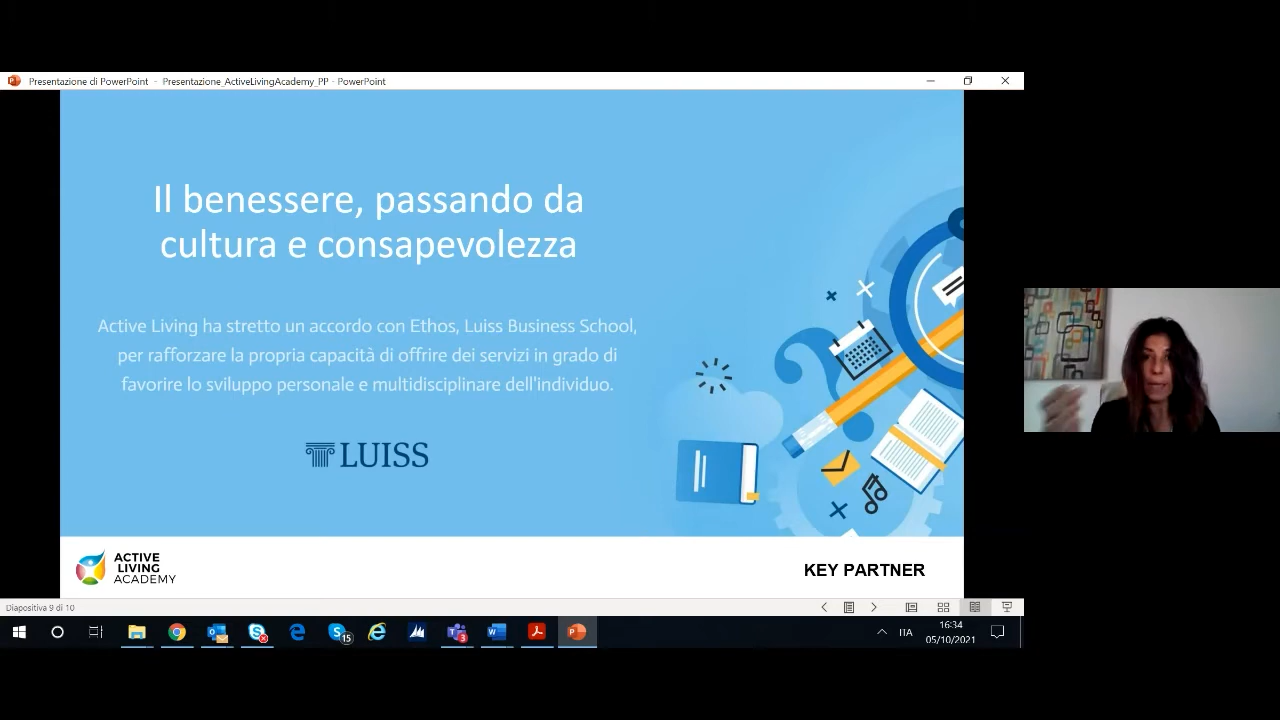 Presentazione di PowerPoint - Presentazione_ActiveLivingAcademy_PP - PowerPoint
Il benessere, passando da
cultura e consapevolezza
Active Living ha stretto un accordo con Ethos, Luiss Business School,
per rafforzare la propria capacità di offrire dei servizi in grado di
favorire lo sviluppo personale e multidisciplinare dell'individuo.
LUISS
ACTIVE
LIVING
ACADEMY
KEY PARTNER
Diapositiva 9 di 10
15
3
ITA
16:34
05/10/2021